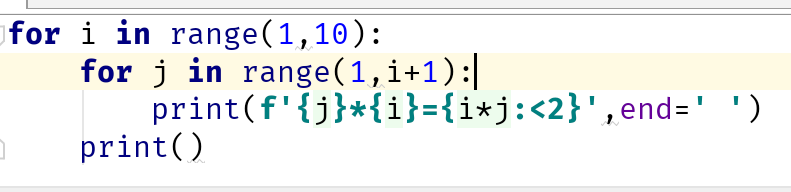 for i in range(1,10):
    for j in range(1,i+1):
        print(f'{j}*{i}={i*j:<2}',end=' ')
    print()